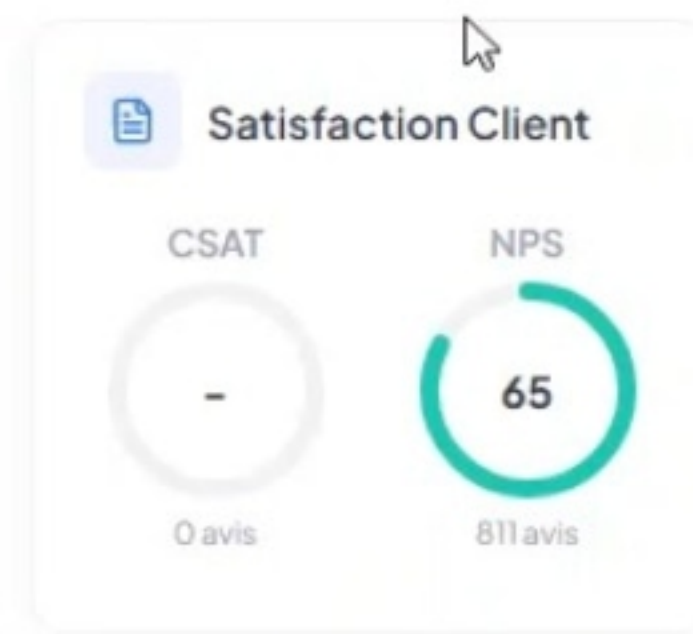 Satisfaction Client
CSAT
NPS
-
65
0 avis
811 avis